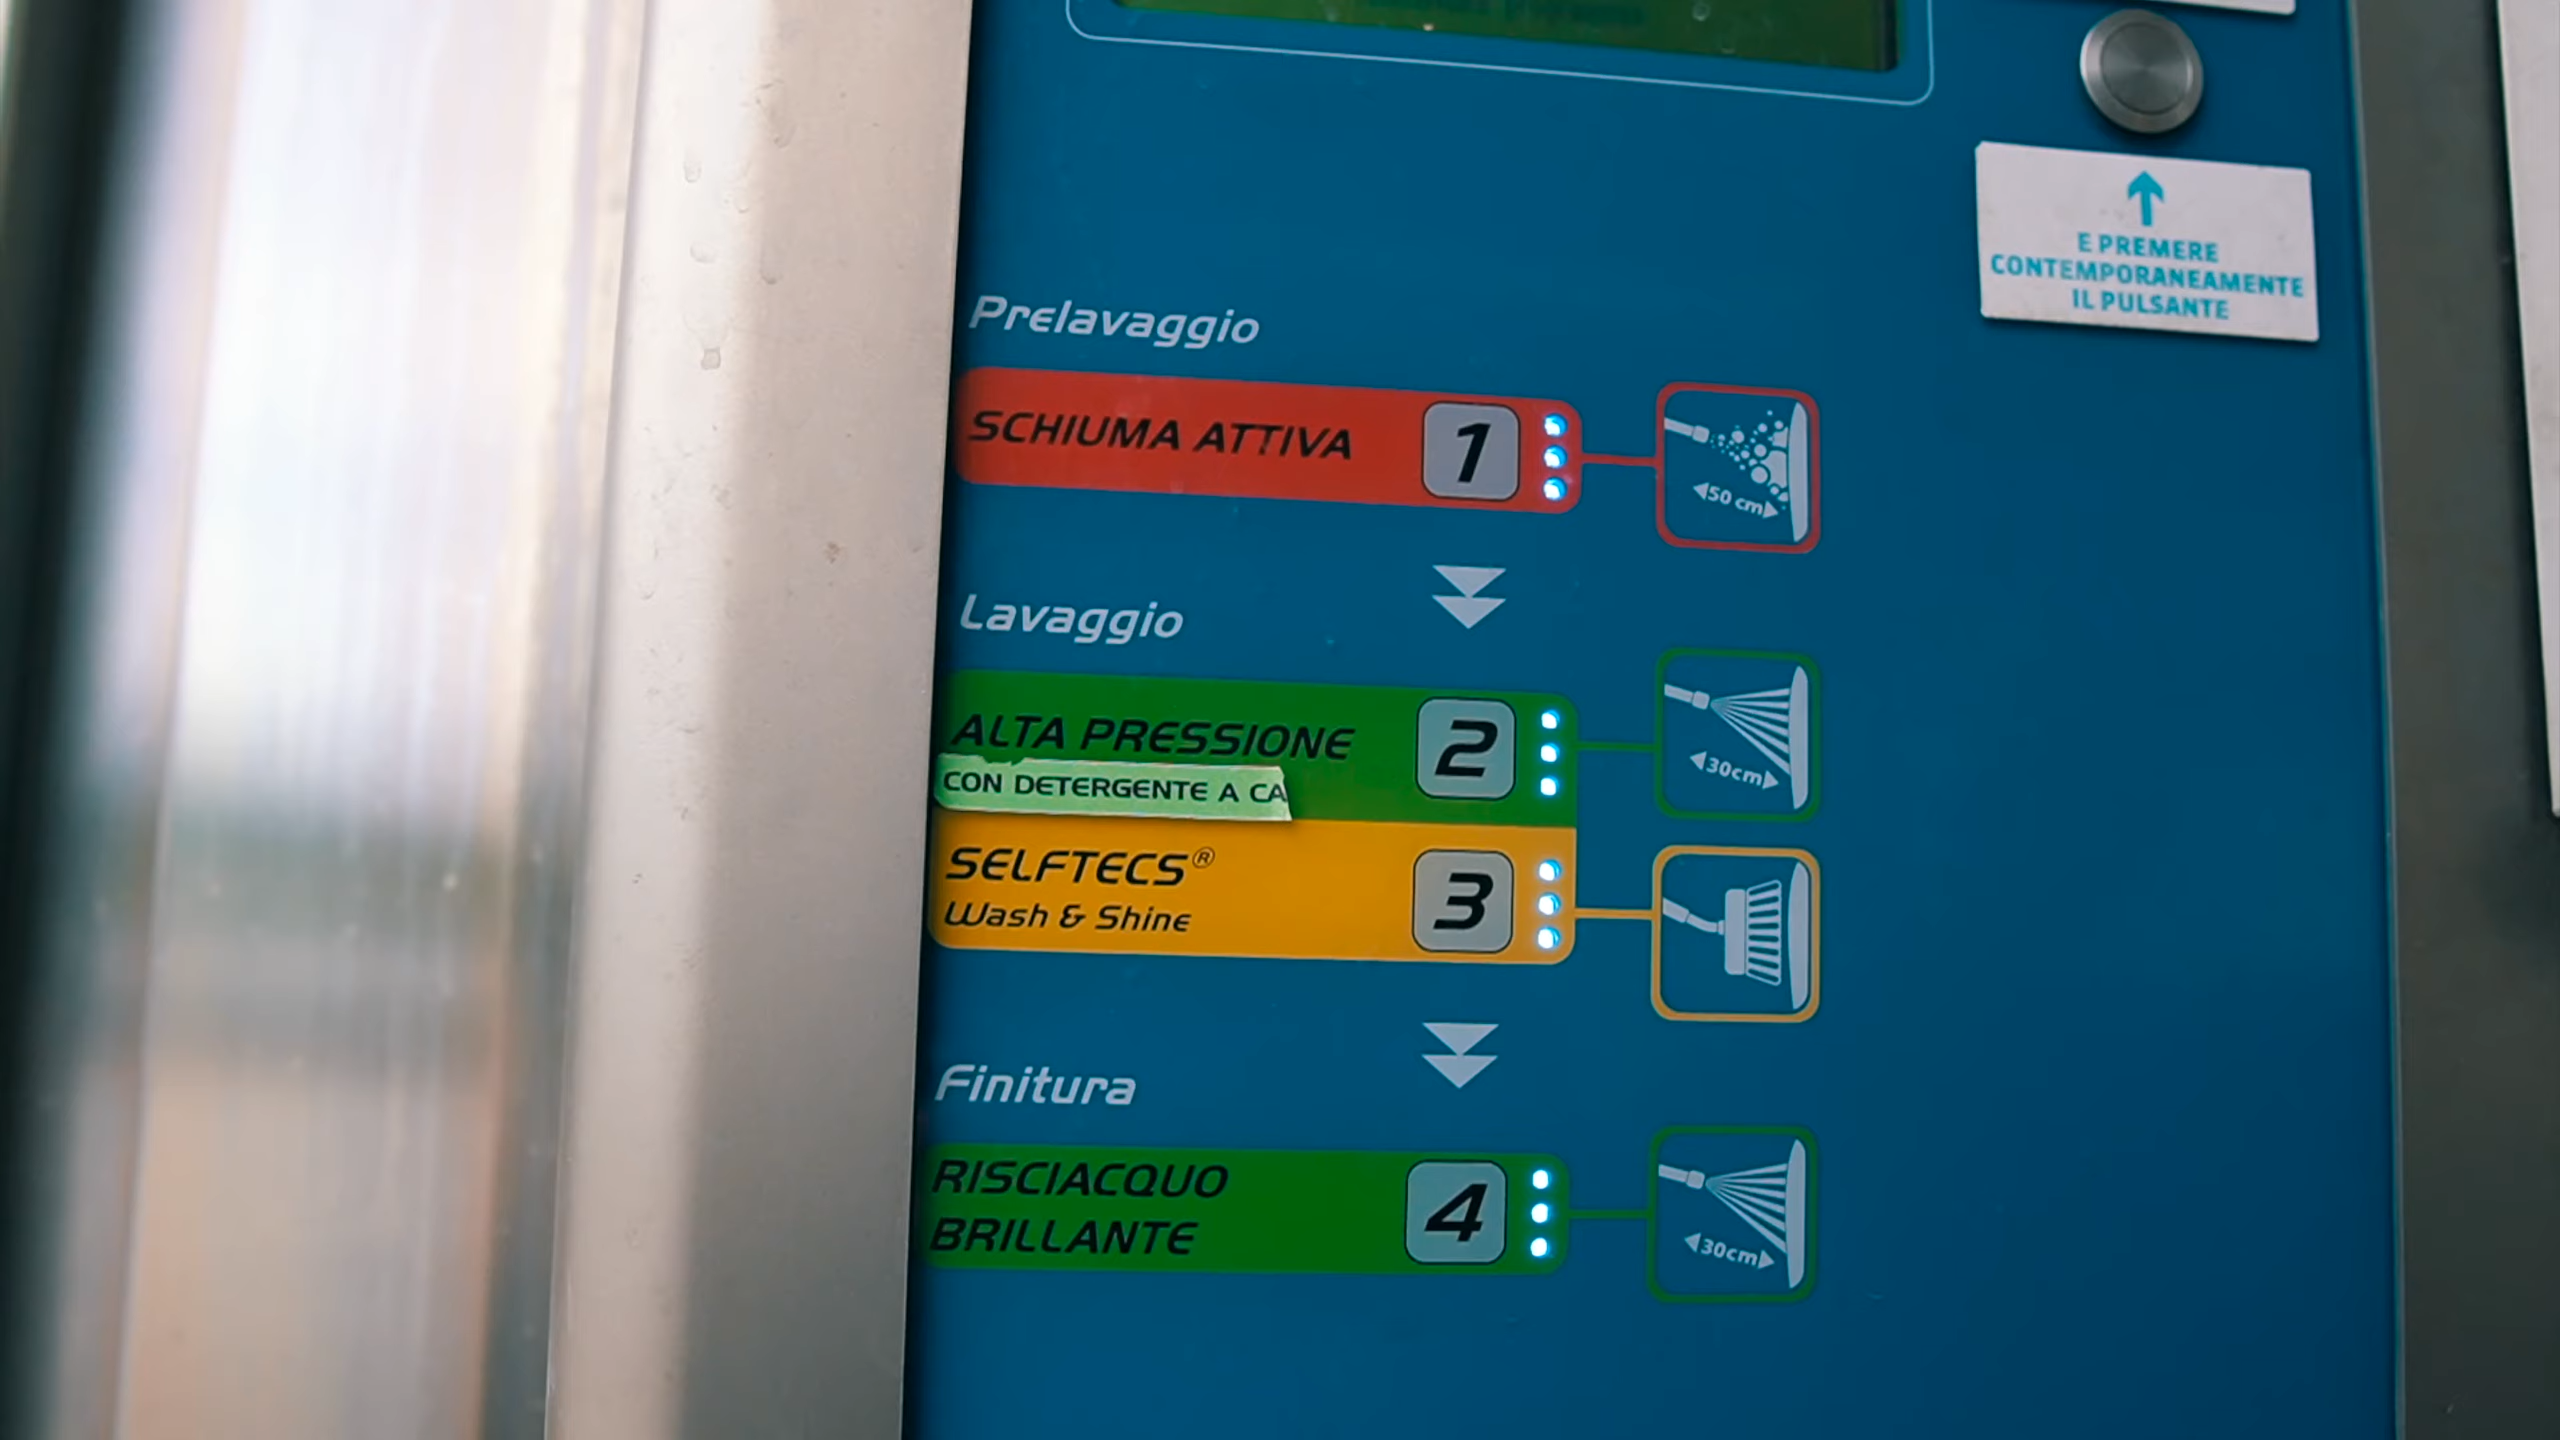 E PREMERE
CONTEMPORANEAMENTE
IL PULSANTE
Prelavaggio
SCHIUMA ATTIVA 1
50 cm
Lavaggio
ALTA PRESSIONE 2
CON DETERGENTE A CA
30cm
SELFTECS® 3
Wash & Shine
Finitura
RISCIACQUO
BRILLANTE 4
30cm